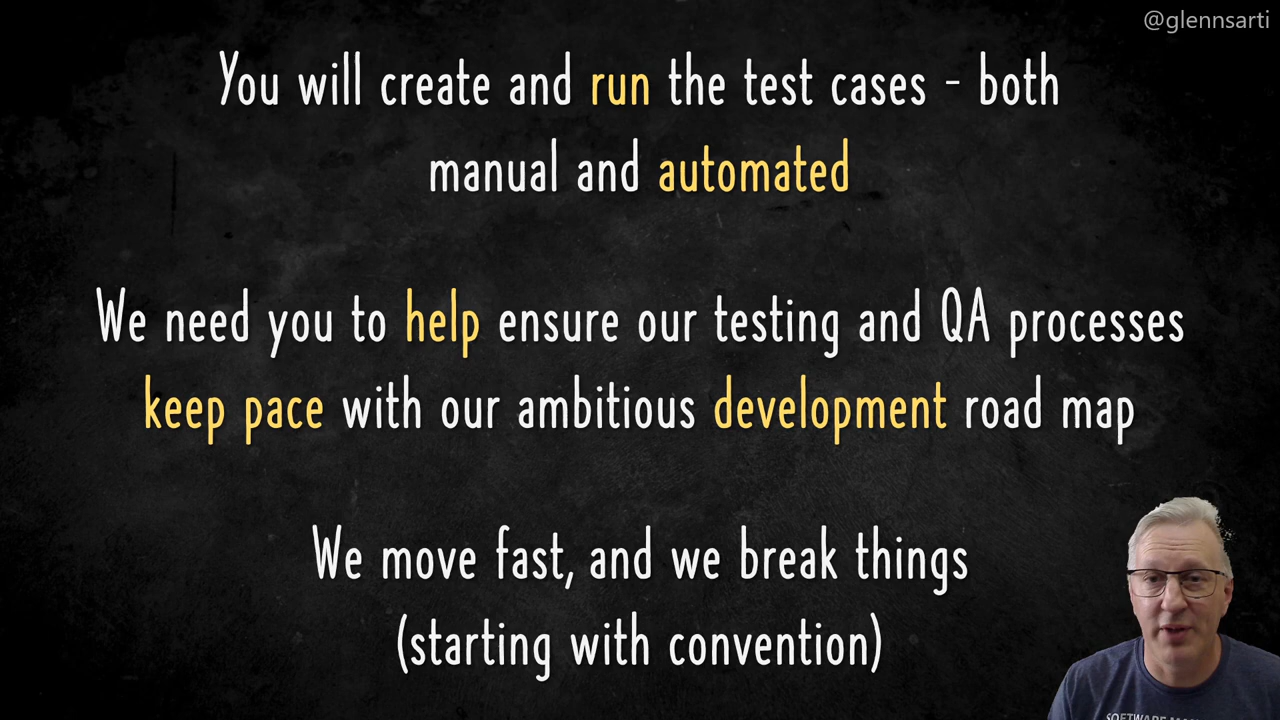 @glennsarti
You will create and run the test cases - both
manual and automated
We need you to help ensure our testing and QA processes
keep pace with our ambitious development road map
We move fast, and we break things
(starting with convention)
SOFTWARE